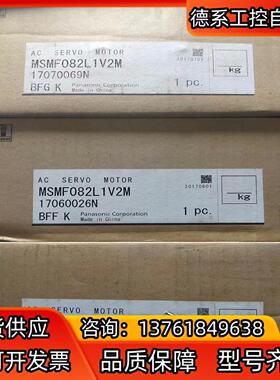 德系工控自
AC SERVO MOTOR
MSMF082L1V2M
17070069N
BFG K
Panasonic Corporation
Made in China
20170701
kg
1 pc.
AC SERVO MOTOR
MSMF082L1V2M
17060026N
BFF K
Panasonic Corporation
Made in China
20170601
kg
1 pc.
AC SERVO MOTOR
货供应
咨询：13761849638
可开发票
品质保障
型号齐